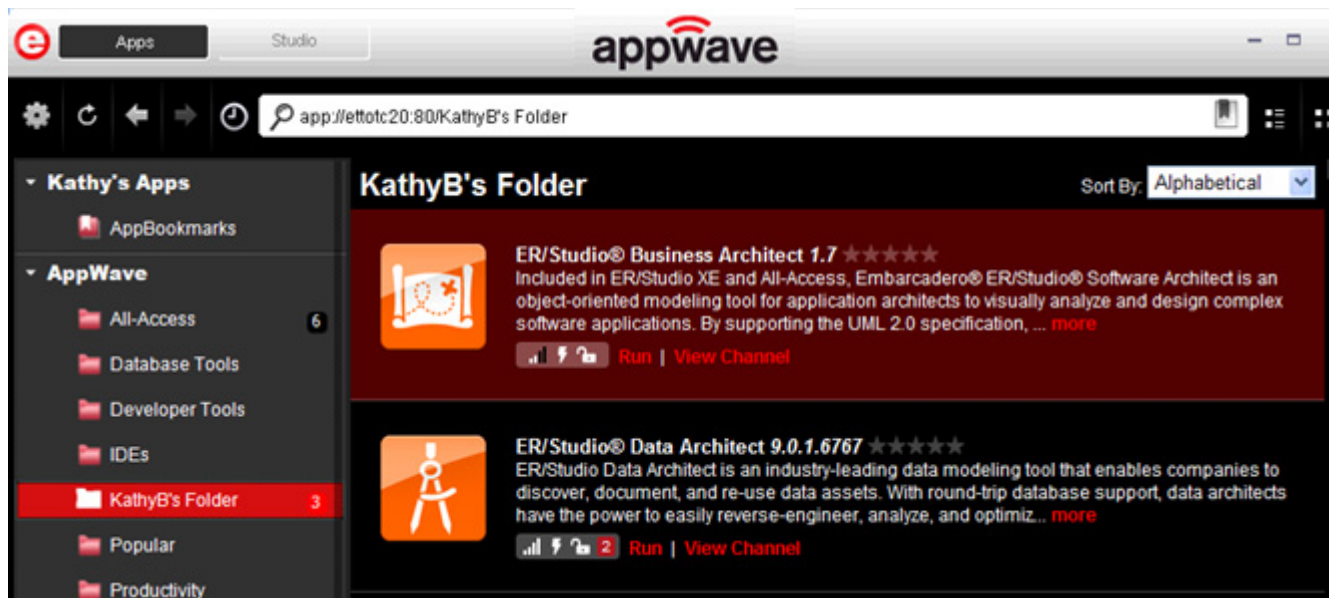 e Apps Studio appwave
app://ettotc20:80/KathyB's Folder
Kathy's Apps
AppBookmarks
AppWave
All-Access 6
Database Tools
Developer Tools
IDEs
KathyB's Folder 3
Popular
Productivity
KathyB's Folder Sort By: Alphabetical
ER/Studio® Business Architect 1.7
Included in ER/Studio XE and All-Access, Embarcadero® ER/Studio® Software Architect is an
object-oriented modeling tool for application architects to visually analyze and design complex
software applications. By supporting the UML 2.0 specification, ... more
Run | View Channel
ER/Studio® Data Architect 9.0.1.6767
ER/Studio Data Architect is an industry-leading data modeling tool that enables companies to
discover, document, and re-use data assets. With round-trip database support, data architects
have the power to easily reverse-engineer, analyze, and optimiz... more
2 Run | View Channel